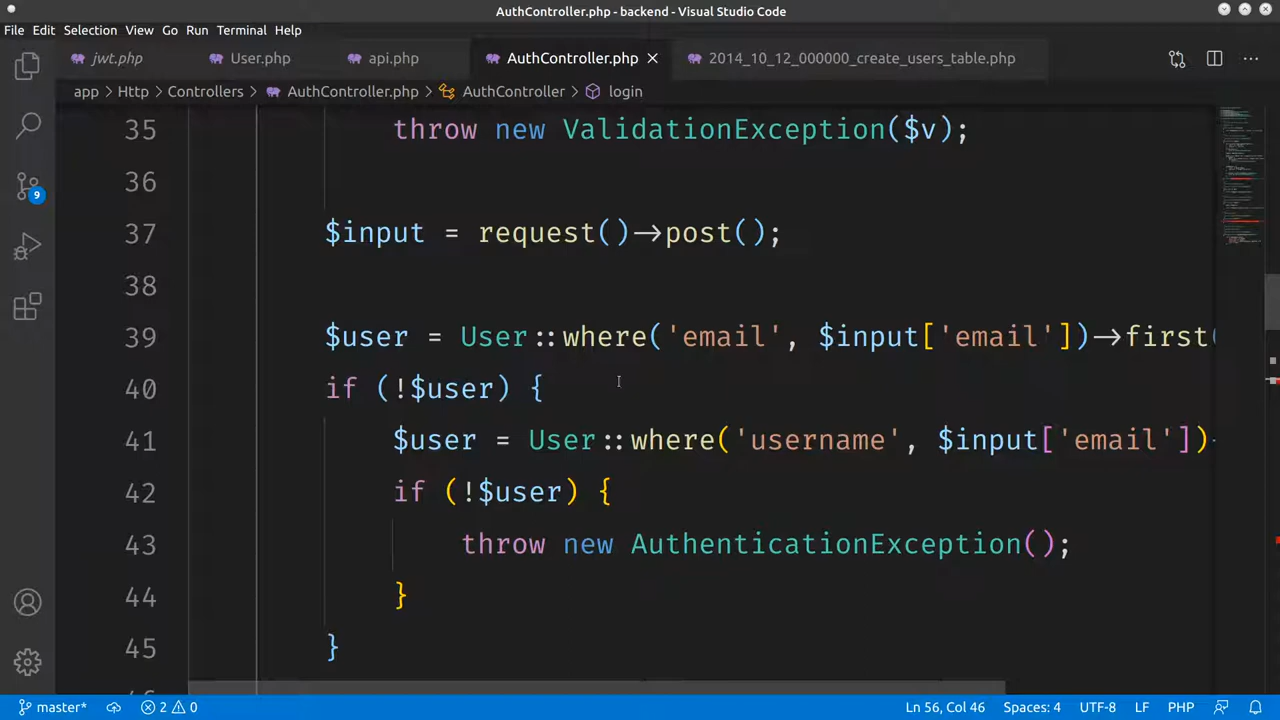 AuthController.php - backend - Visual Studio Code
File Edit Selection View Go Run Terminal Help
jwt.php User.php api.php AuthController.php 2014_10_12_000000_create_users_table.php
app > Http > Controllers > AuthController.php > AuthController > login
35 throw new ValidationException($v);
36
37 $input = request()->post();
38
39 $user = User::where('email', $input['email'])->first(
40 if (!$user) {
41 $user = User::where('username', $input['email'])
42 if (!$user) {
43 throw new AuthenticationException();
44 }
45 }
9
master* 2 0 Ln 56, Col 46 Spaces: 4 UTF-8 LF PHP